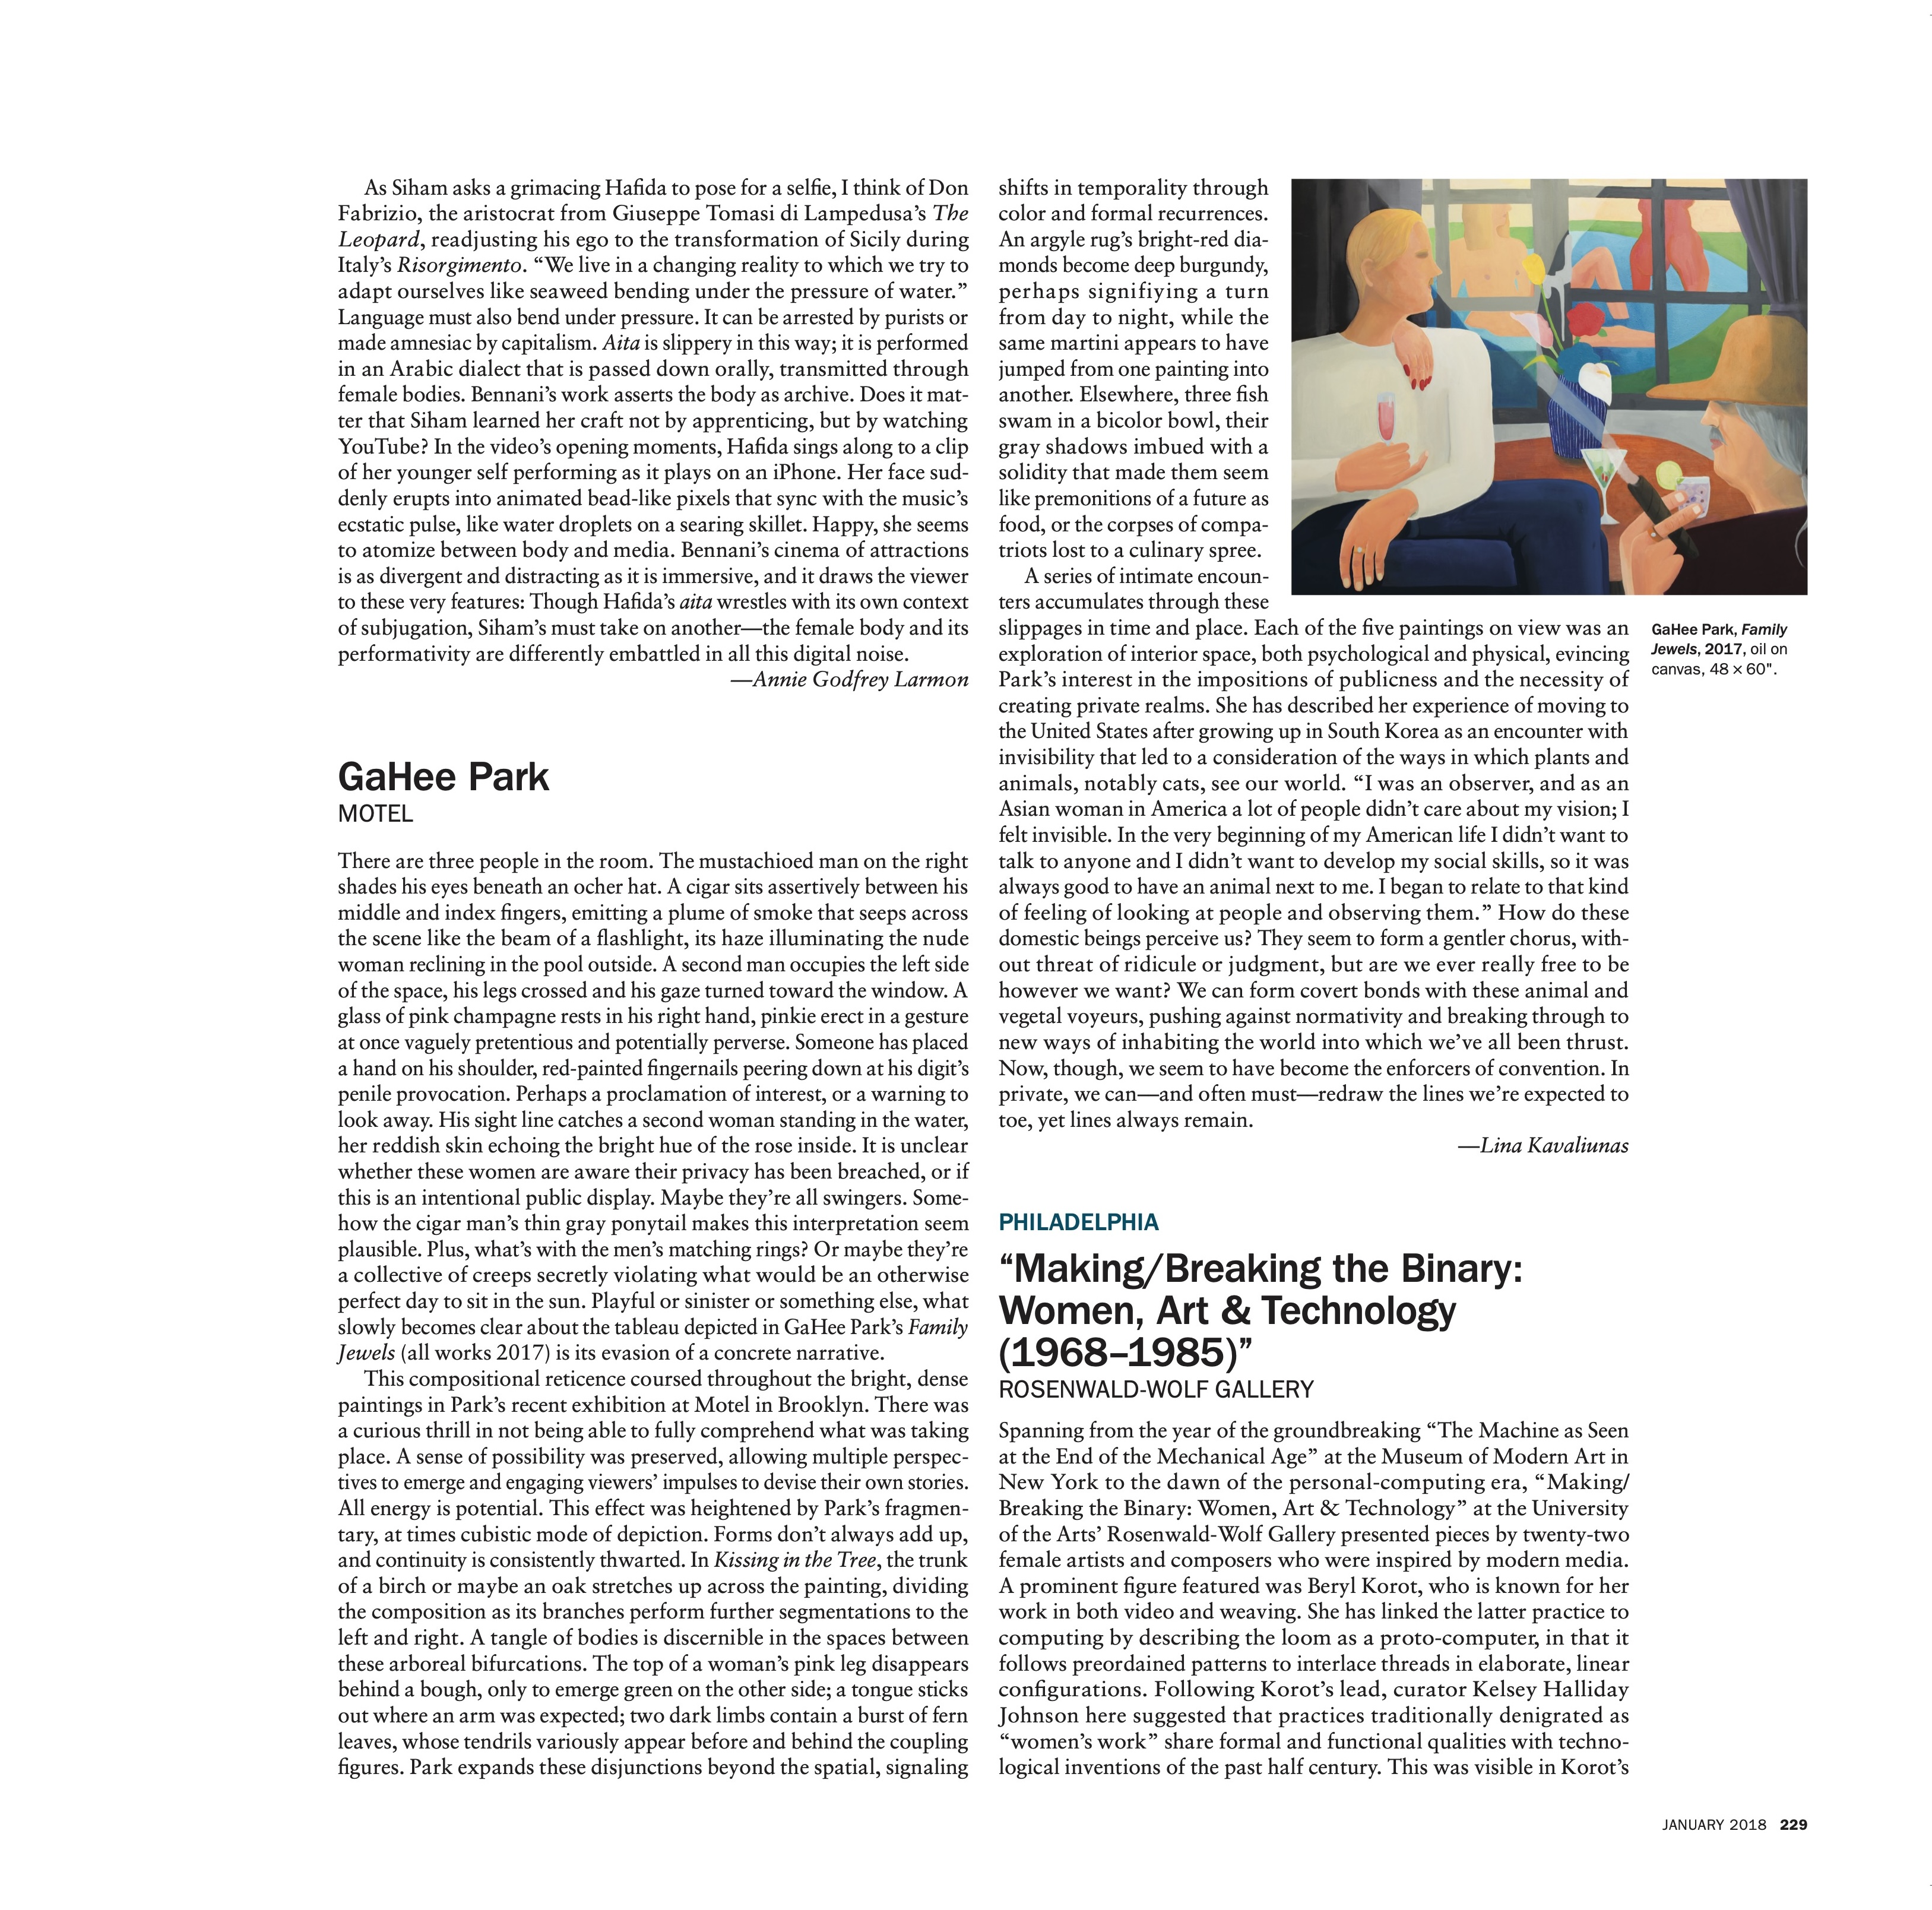 As Siham asks a grimacing Hafida to pose for a selfie, I think of Don
Fabrizio, the aristocrat from Giuseppe Tomasi di Lampedusa’s The
Leopard, readjusting his ego to the transformation of Sicily during
Italy’s Risorgimento. “We live in a changing reality to which we try to
adapt ourselves like seaweed bending under the pressure of water.”
Language must also bend under pressure. It can be arrested by purists or
made amnesiac by capitalism. Aita is slippery in this way; it is performed
in an Arabic dialect that is passed down orally, transmitted through
female bodies. Bennani’s work asserts the body as archive. Does it mat-
ter that Siham learned her craft not by apprenticing, but by watching
YouTube? In the video’s opening moments, Hafida sings along to a clip
of her younger self performing as it plays on an iPhone. Her face sud-
denly erupts into animated bead-like pixels that sync with the music’s
ecstatic pulse, like water droplets on a searing skillet. Happy, she seems
to atomize between body and media. Bennani’s cinema of attractions
is as divergent and distracting as it is immersive, and it draws the viewer
to these very features: Though Hafida’s aita wrestles with its own context
of subjugation, Siham’s must take on another—the female body and its
performativity are differently embattled in all this digital noise.
—Annie Godfrey Larmon
GaHee Park
MOTEL
There are three people in the room. The mustachioed man on the right
shades his eyes beneath an ocher hat. A cigar sits assertively between his
middle and index fingers, emitting a plume of smoke that seeps across
the scene like the beam of a flashlight, its haze illuminating the nude
woman reclining in the pool outside. A second man occupies the left side
of the space, his legs crossed and his gaze turned toward the window. A
glass of pink champagne rests in his right hand, pinkie erect in a gesture
at once vaguely pretentious and potentially perverse. Someone has placed
a hand on his shoulder, red-painted fingernails peering down at his digit’s
penile provocation. Perhaps a proclamation of interest, or a warning to
look away. His sight line catches a second woman standing in the water,
her reddish skin echoing the bright hue of the rose inside. It is unclear
whether these women are aware their privacy has been breached, or if
this is an intentional public display. Maybe they’re all swingers. Some-
how the cigar man’s thin gray ponytail makes this interpretation seem
plausible. Plus, what’s with the men’s matching rings? Or maybe they’re
a collective of creeps secretly violating what would be an otherwise
perfect day to sit in the sun. Playful or sinister or something else, what
slowly becomes clear about the tableau depicted in GaHee Park’s Family
Jewels (all works 2017) is its evasion of a concrete narrative.
This compositional reticence coursed throughout the bright, dense
paintings in Park’s recent exhibition at Motel in Brooklyn. There was
a curious thrill in not being able to fully comprehend what was taking
place. A sense of possibility was preserved, allowing multiple perspec-
tives to emerge and engaging viewers’ impulses to devise their own stories.
All energy is potential. This effect was heightened by Park’s fragmen-
tary, at times cubistic mode of depiction. Forms don’t always add up,
and continuity is consistently thwarted. In Kissing in the Tree, the trunk
of a birch or maybe an oak stretches up across the painting, dividing
the composition as its branches perform further segmentations to the
left and right. A tangle of bodies is discernible in the spaces between
these arboreal bifurcations. The top of a woman’s pink leg disappears
behind a bough, only to emerge green on the other side; a tongue sticks
out where an arm was expected; two dark limbs contain a burst of fern
leaves, whose tendrils variously appear before and behind the coupling
figures. Park expands these disjunctions beyond the spatial, signaling
shifts in temporality through
color and formal recurrences.
An argyle rug’s bright-red dia-
monds become deep burgundy,
perhaps signifiying a turn
from day to night, while the
same martini appears to have
jumped from one painting into
another. Elsewhere, three fish
swam in a bicolor bowl, their
gray shadows imbued with a
solidity that made them seem
like premonitions of a future as
food, or the corpses of compa-
triots lost to a culinary spree.
A series of intimate encoun-
ters accumulates through these
slippages in time and place. Each of the five paintings on view was an
exploration of interior space, both psychological and physical, evincing
Park’s interest in the impositions of publicness and the necessity of
creating private realms. She has described her experience of moving to
the United States after growing up in South Korea as an encounter with
invisibility that led to a consideration of the ways in which plants and
animals, notably cats, see our world. “I was an observer, and as an
Asian woman in America a lot of people didn’t care about my vision; I
felt invisible. In the very beginning of my American life I didn’t want to
talk to anyone and I didn’t want to develop my social skills, so it was
always good to have an animal next to me. I began to relate to that kind
of feeling of looking at people and observing them.” How do these
domestic beings perceive us? They seem to form a gentler chorus, with-
out threat of ridicule or judgment, but are we ever really free to be
however we want? We can form covert bonds with these animal and
vegetal voyeurs, pushing against normativity and breaking through to
new ways of inhabiting the world into which we’ve all been thrust.
Now, though, we seem to have become the enforcers of convention. In
private, we can—and often must—redraw the lines we’re expected to
toe, yet lines always remain.
—Lina Kavaliunas
GaHee Park, Family
Jewels, 2017, oil on
canvas, 48 × 60".
PHILADELPHIA
“Making/Breaking the Binary:
Women, Art & Technology
(1968–1985)”
ROSENWALD-WOLF GALLERY
Spanning from the year of the groundbreaking “The Machine as Seen
at the End of the Mechanical Age” at the Museum of Modern Art in
New York to the dawn of the personal-computing era, “Making/
Breaking the Binary: Women, Art & Technology” at the University
of the Arts’ Rosenwald-Wolf Gallery presented pieces by twenty-two
female artists and composers who were inspired by modern media.
A prominent figure featured was Beryl Korot, who is known for her
work in both video and weaving. She has linked the latter practice to
computing by describing the loom as a proto-computer, in that it
follows preordained patterns to interlace threads in elaborate, linear
configurations. Following Korot’s lead, curator Kelsey Halliday
Johnson here suggested that practices traditionally denigrated as
“women’s work” share formal and functional qualities with techno-
logical inventions of the past half century. This was visible in Korot’s
JANUARY 2018 229